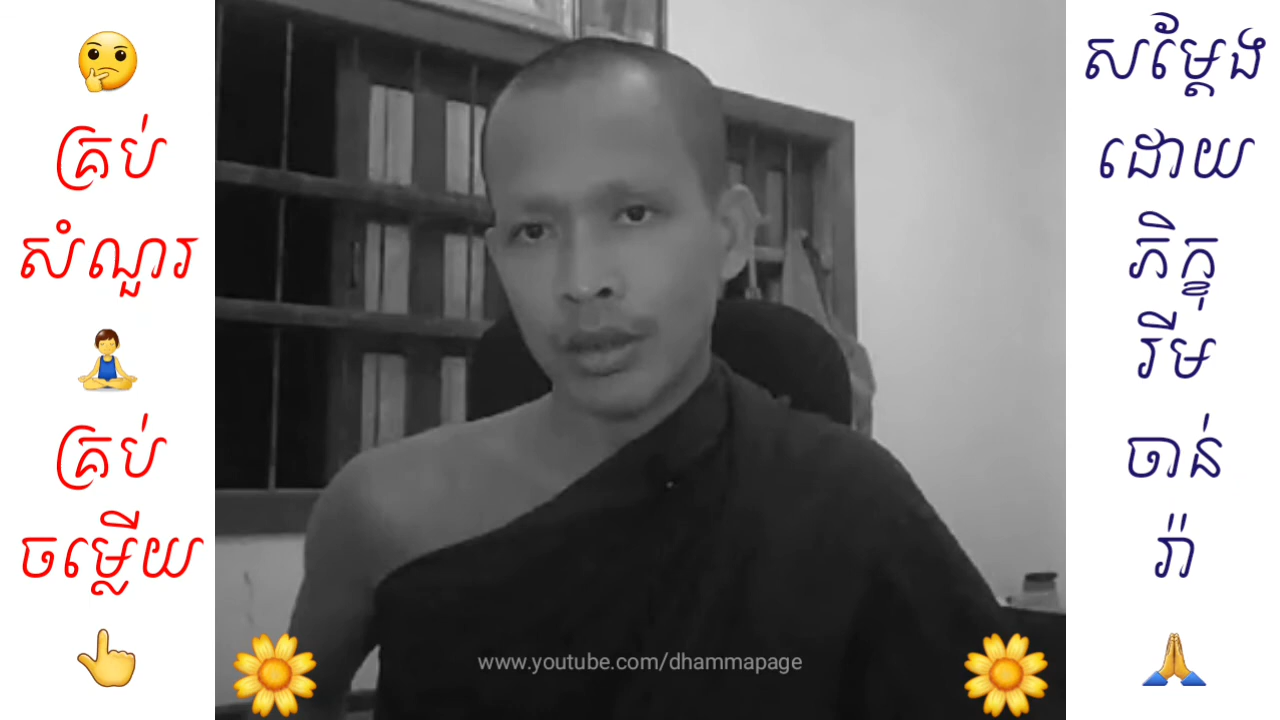 គ្រប់
សំណួរ
គ្រប់
ចម្លើយ
www.youtube.com/dhammapage
សម្ដែង
ដោយ
ភិក្ខុ
រីម
ចាន់
រ៉ា